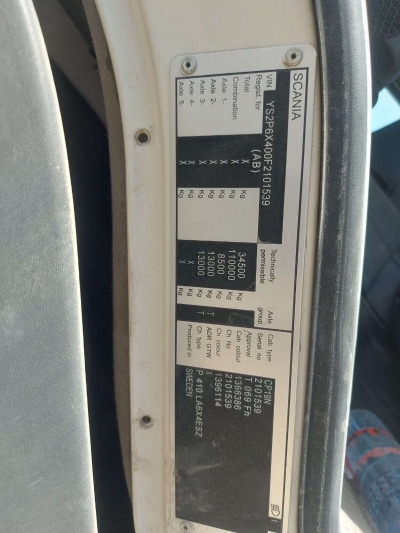 SCANIA
VIN YS2P6X400F2101539
Regist. for (AB)
Technically permissible
Axle group
Total X Kg 34500 Kg
Combination X Kg 110000 Kg
Axle 1- X Kg 8500 Kg
Axle 2- X Kg 13000 Kg T
Axle 3- X Kg 13000 Kg T
Axle 4- X Kg X Kg
Axle 5- X Kg X Kg
Cab type CP19N
Serial no 2101539
Approval T 069 Fh
Cab colour 1366386
Ch. No 2101539
Ch colour 1396114
ADR GTW X
Ch. type P 410 LA6X4ESZ
Produced in SWEDEN